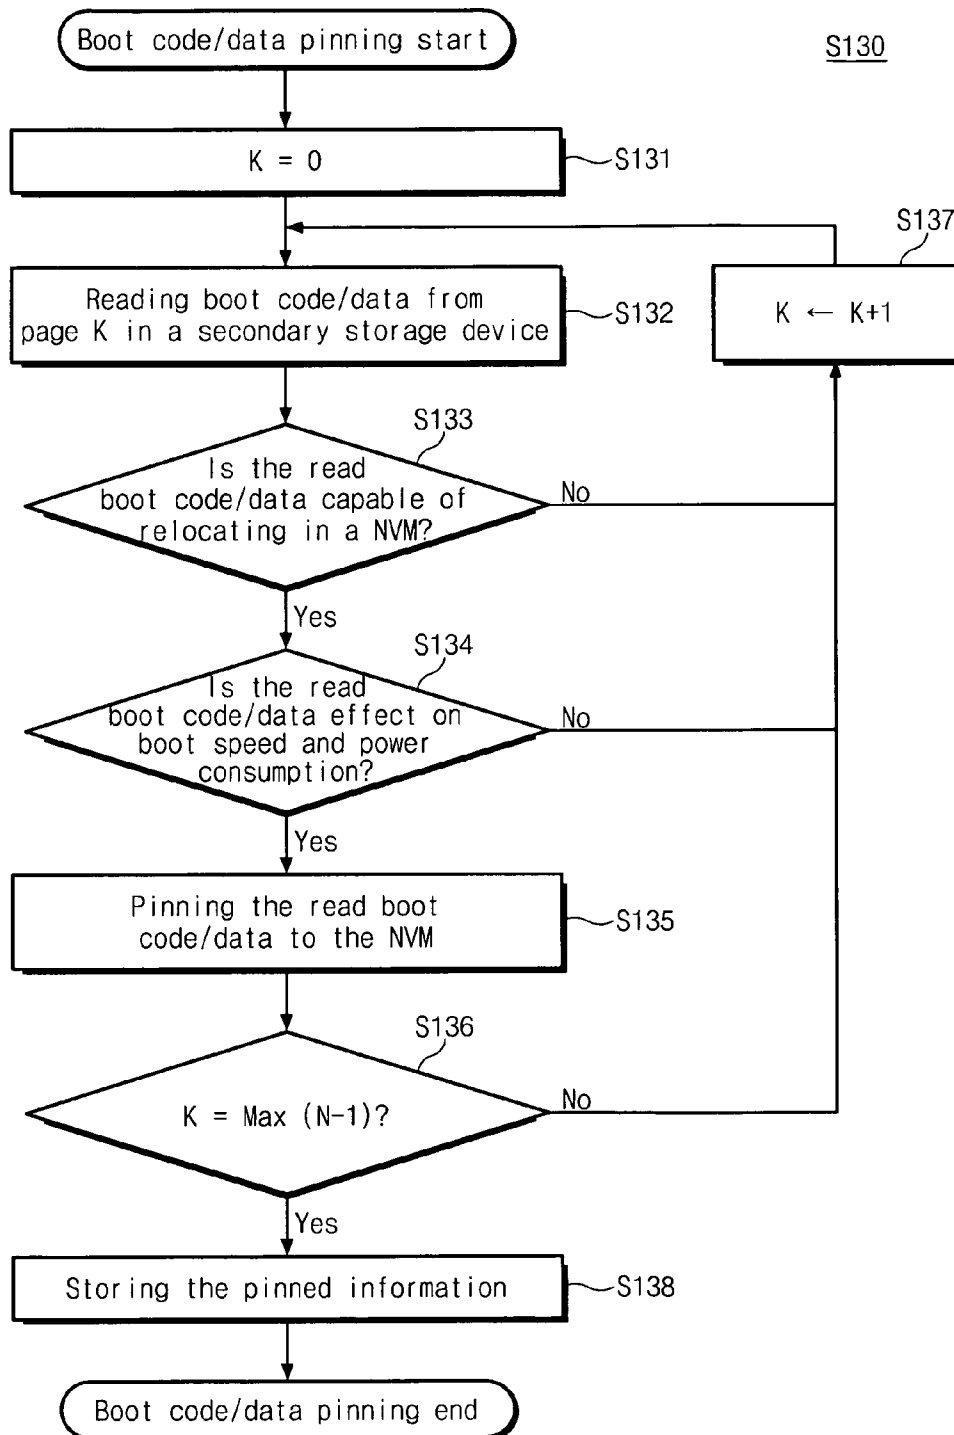 Boot code/data pinning start
S130
K = 0
S131
S137
Reading boot code/data from
page K in a secondary storage device
S132
K ← K+1
S133
Is the read
boot code/data capable of
relocating in a NVM?
No
Yes
S134
Is the read
boot code/data effect on
boot speed and power
consumption?
No
Yes
Pinning the read boot
code/data to the NVM
S135
S136
K = Max (N-1)?
No
Yes
Storing the pinned information
S138
Boot code/data pinning end